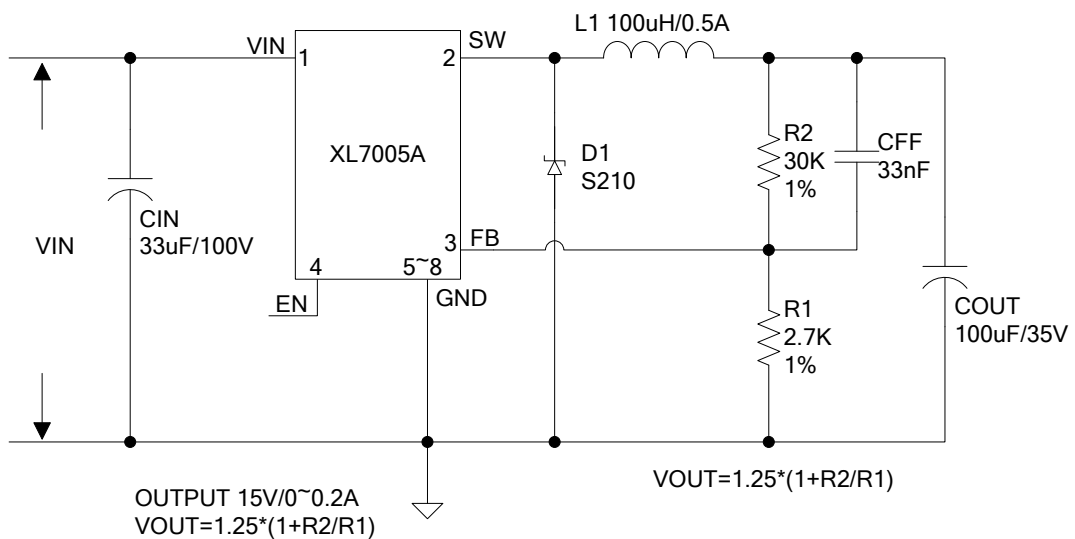 L1 100uH/0.5A
VIN
SW
1
2
XL7005A
D1
S210
R2
30K
1%
CFF
33nF
CIN
33uF/100V
VIN
3
FB
4
5~8
EN
GND
R1
2.7K
1%
COUT
100uF/35V
OUTPUT 15V/0~0.2A
VOUT=1.25*(1+R2/R1)
VOUT=1.25*(1+R2/R1)